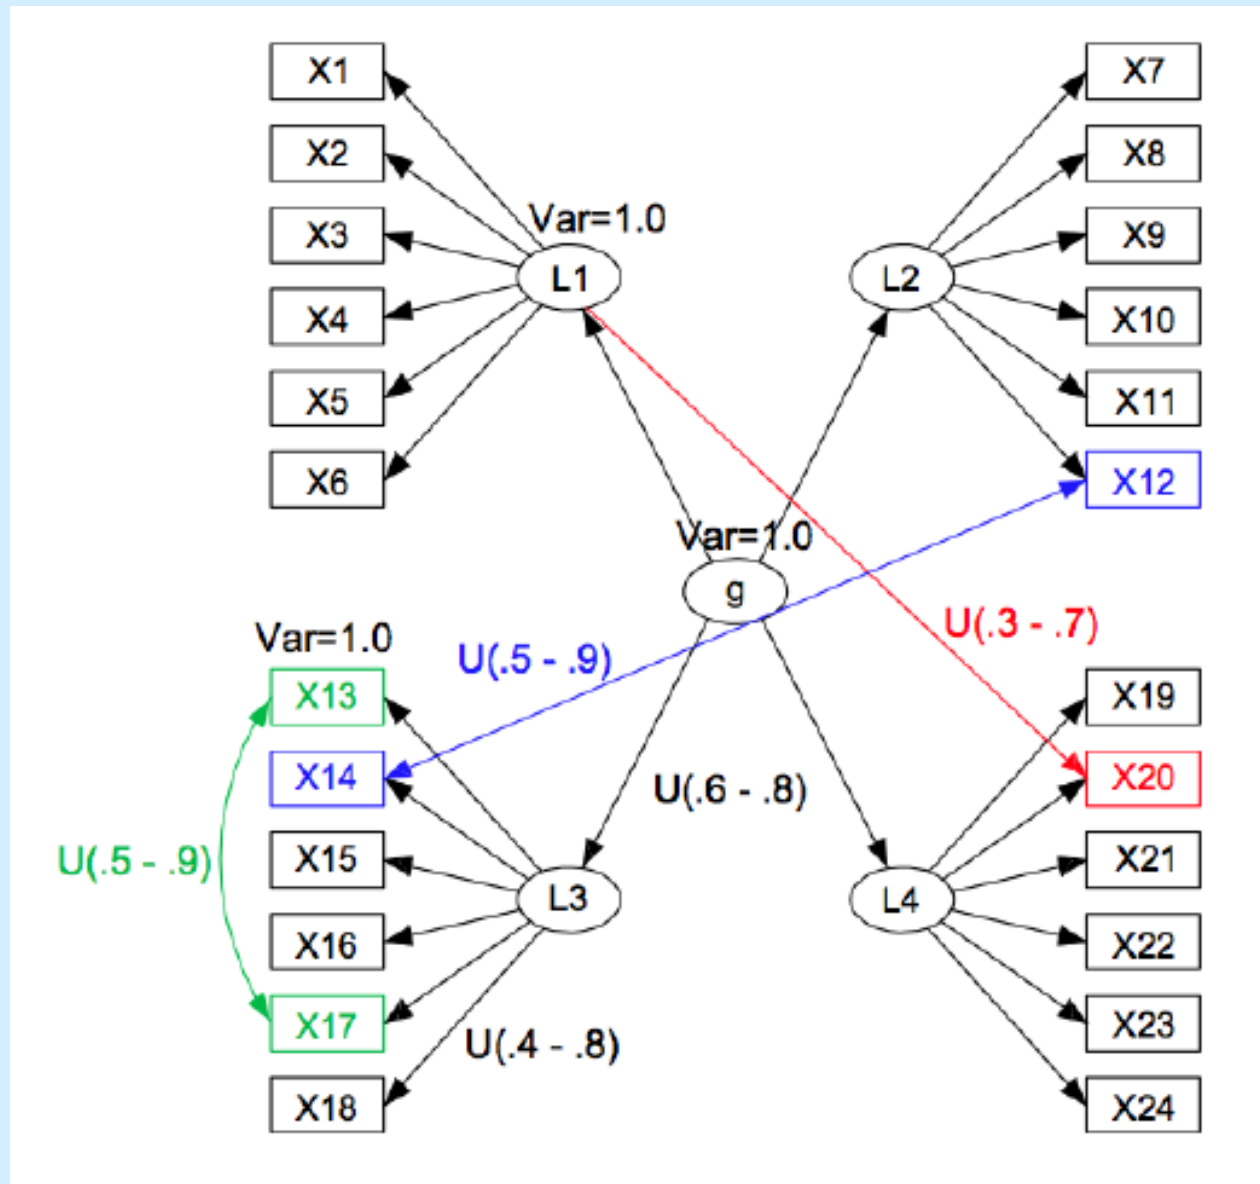 X1
X7
X2
X8
Var=1.0
X3
X9
L1
L2
X4
X10
X5
X11
X6
X12
Var=1.0
g
U(.3 - .7)
Var=1.0
U(.5 - .9)
X13
X19
X14
U(.6 - .8)
X20
U(.5 - .9)
X15
X21
L3
L4
X16
X22
X17
U(.4 - .8)
X23
X18
X24